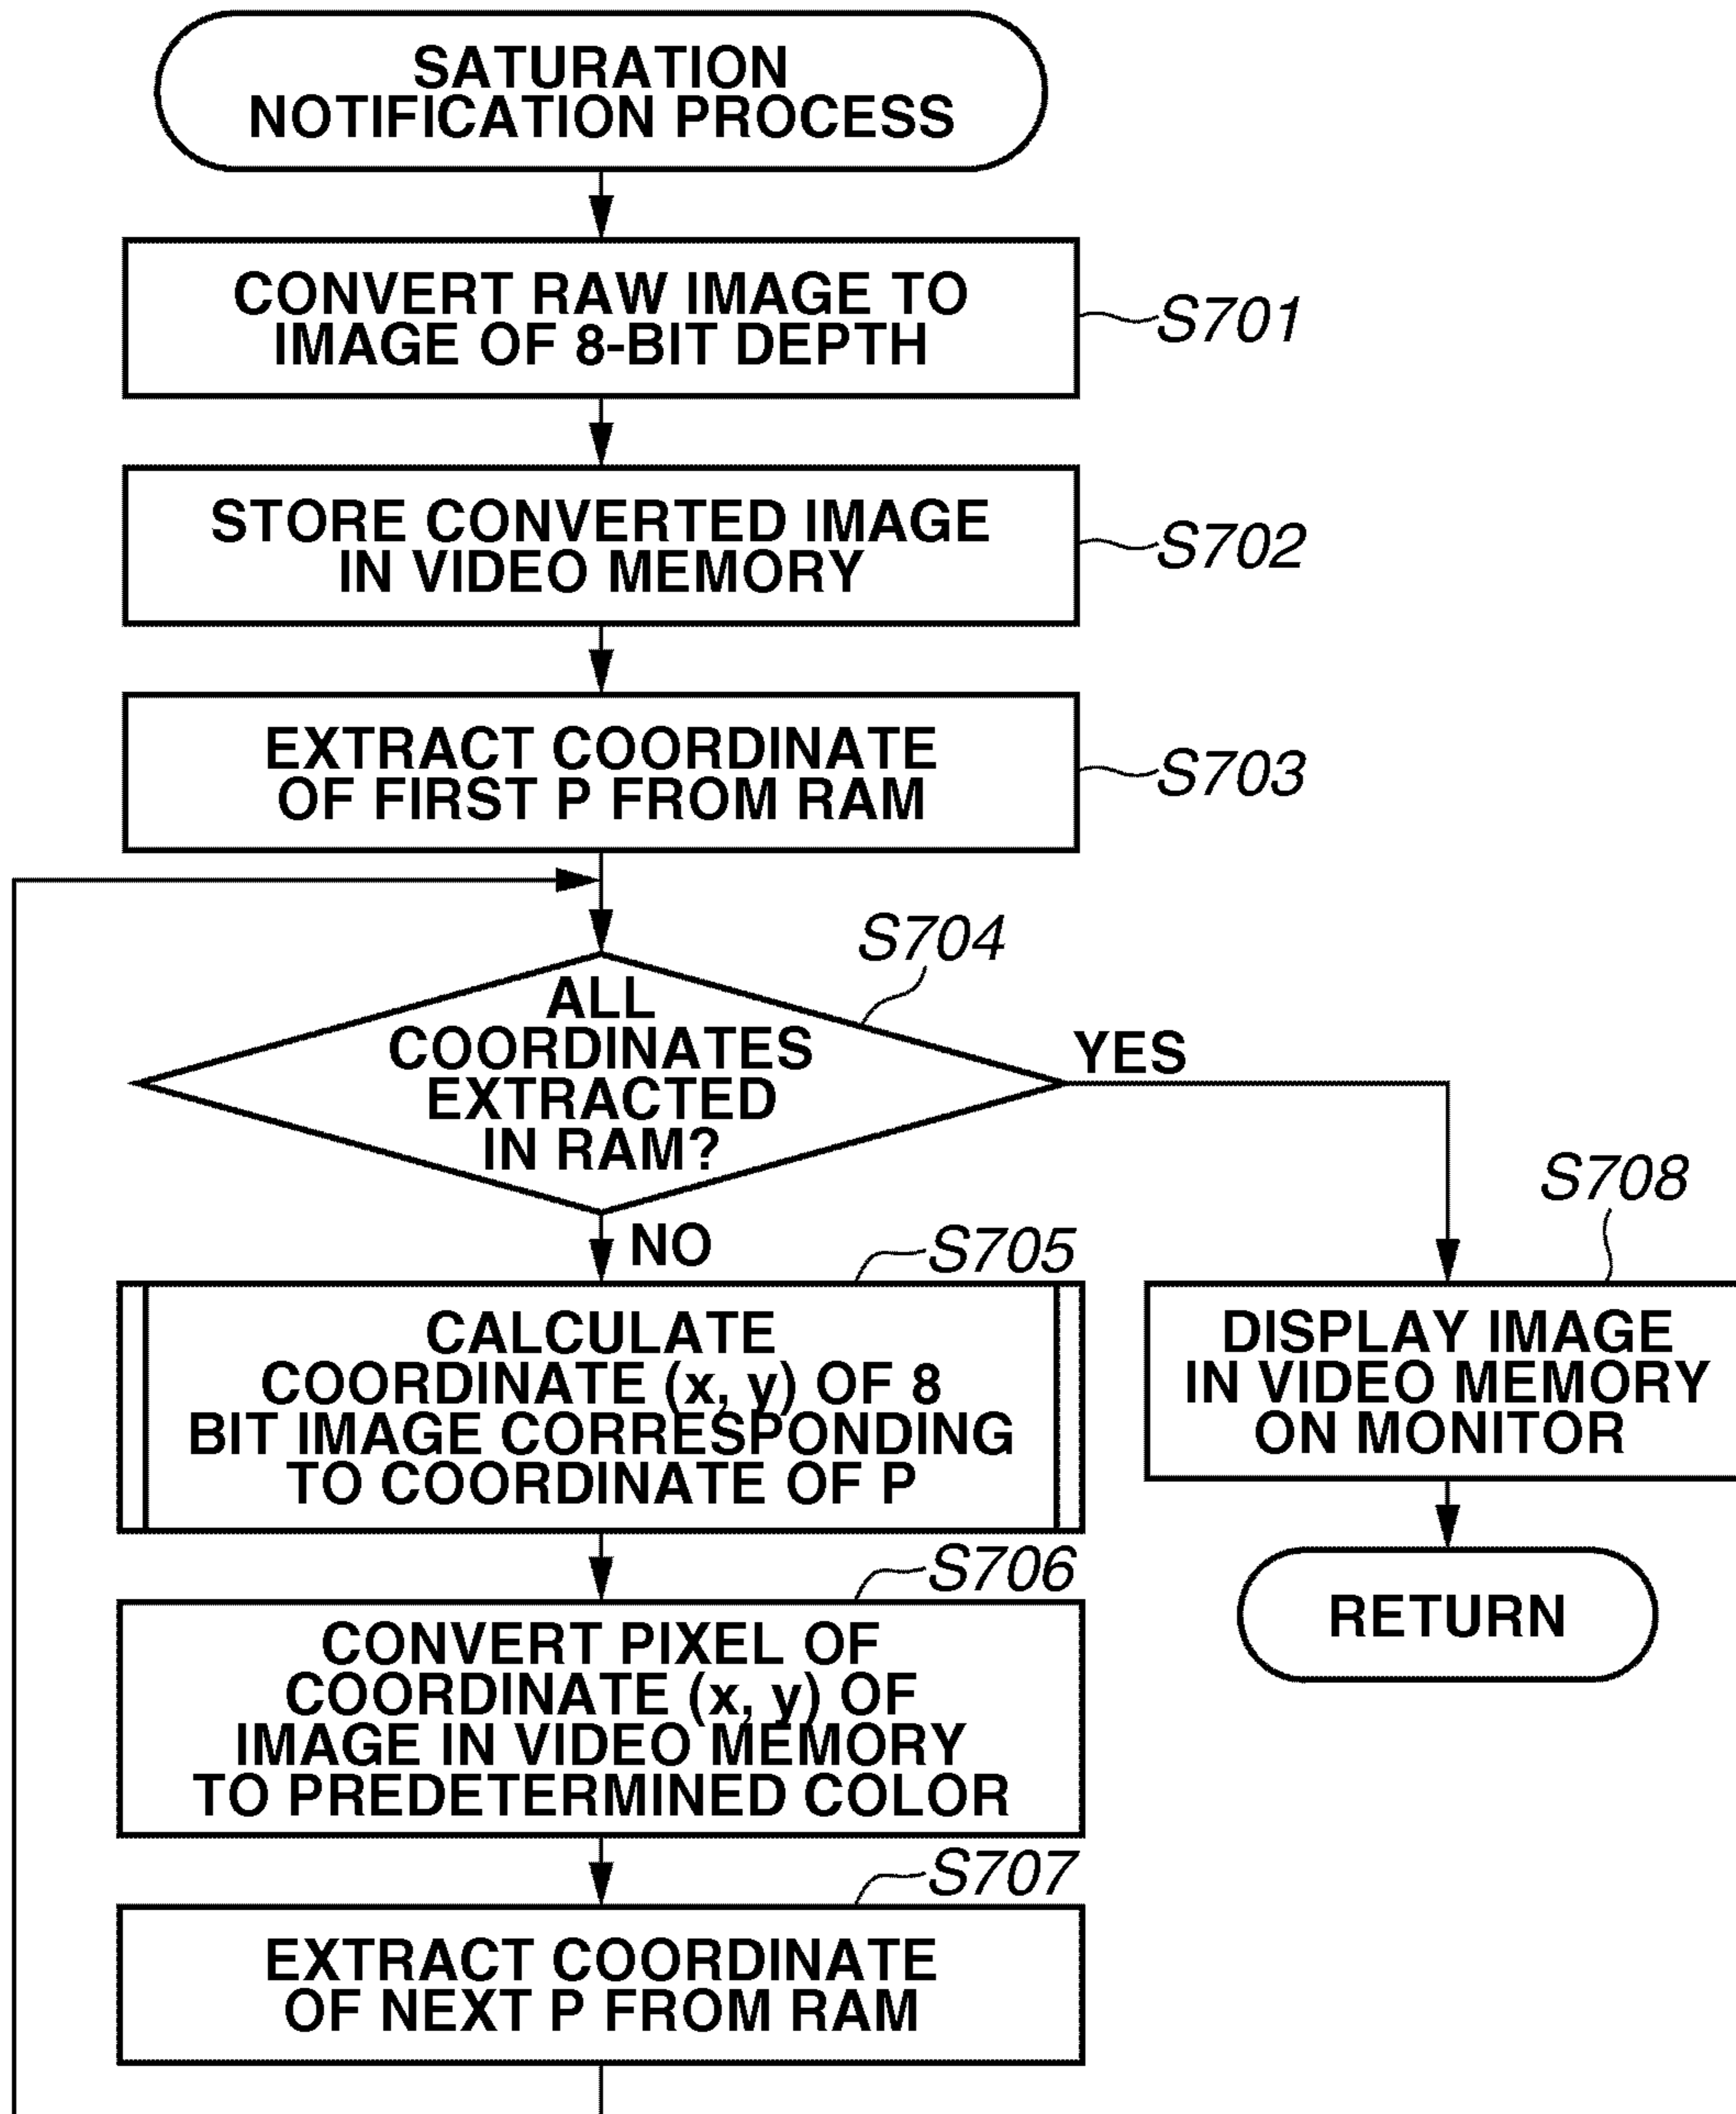 SATURATION
NOTIFICATION PROCESS
CONVERT RAW IMAGE TO
IMAGE OF 8-BIT DEPTH
S701
STORE CONVERTED IMAGE
IN VIDEO MEMORY
S702
EXTRACT COORDINATE
OF FIRST P FROM RAM
S703
S704
ALL
COORDINATES
EXTRACTED
IN RAM?
YES
NO
S705
CALCULATE
COORDINATE (x, y) OF 8
BIT IMAGE CORRESPONDING
TO COORDINATE OF P
S708
DISPLAY IMAGE
IN VIDEO MEMORY
ON MONITOR
S706
CONVERT PIXEL OF
COORDINATE (x, y) OF
IMAGE IN VIDEO MEMORY
TO PREDETERMINED COLOR
RETURN
S707
EXTRACT COORDINATE
OF NEXT P FROM RAM